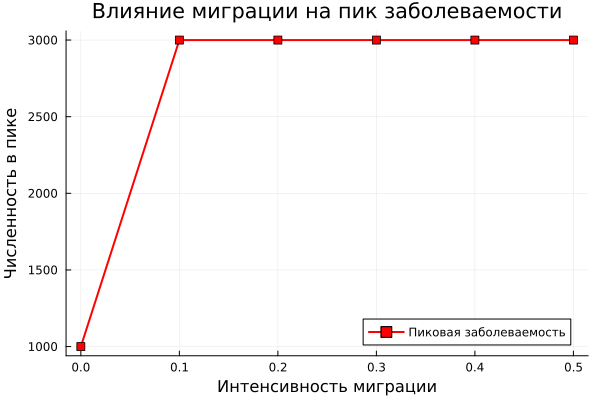 Влияние миграции на пик заболеваемости
Численность в пике
3000
2500
2000
1500
1000
Пиковая заболеваемость
0.0 0.1 0.2 0.3 0.4 0.5
Интенсивность миграции